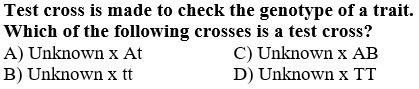 Test cross is made to check the genotype of a trait.
Which of the following crosses is a test cross?
A) Unknown x At C) Unknown x AB
B) Unknown x tt D) Unknown x TT